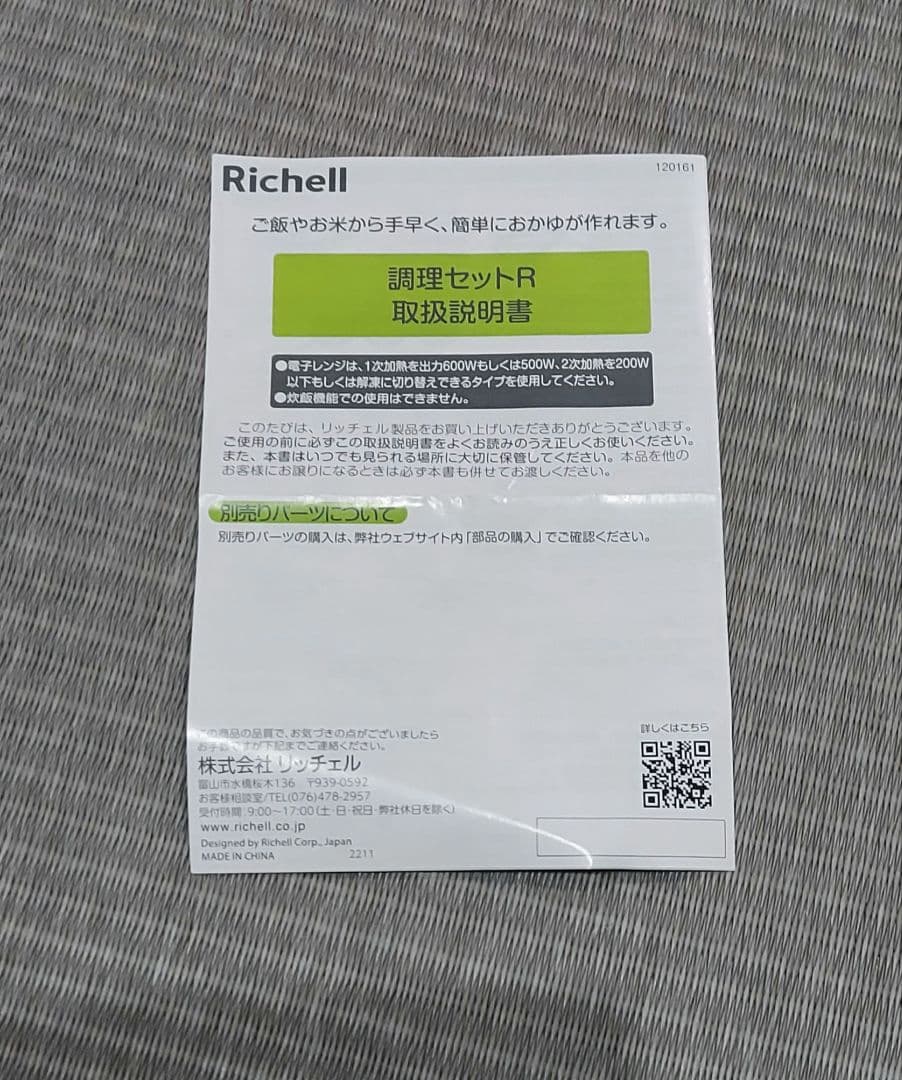 Richell
120161
ご飯やお米から手早く、簡単におかゆが作れます。
調理セットR
取扱説明書
●電子レンジは、1次加熱を出力600Wもしくは500W、2次加熱を200W
以下もしくは解凍に切り替えできるタイプを使用してください。
●炊飯機能での使用はできません。
このたびは、リッチェル製品をお買い上げいただきありがとうございます。
ご使用の前に必ずこの取扱説明書をよくお読みのうえ正しくお使いください。
また、本書はいつでも見られる場所に大切に保管してください。本品を他の
お客様にお譲りになるときは必ず本書も併せてお渡しください。
別売りパーツについて
別売りパーツの購入は、弊社ウェブサイト内「部品の購入」でご確認ください。
この商品の品質で、お気づきの点がございましたら
お手数ですが下記までご連絡ください。
株式会社 リッチェル
富山市水橋桜木136 〒939-0592
お客様相談室/TEL(076)478-2957
受付時間 9:00〜17:00(土・日・祝日・弊社休日を除く)
www.richell.co.jp
Designed by Richell Corp., Japan
MADE IN CHINA 2211
詳しくはこちら